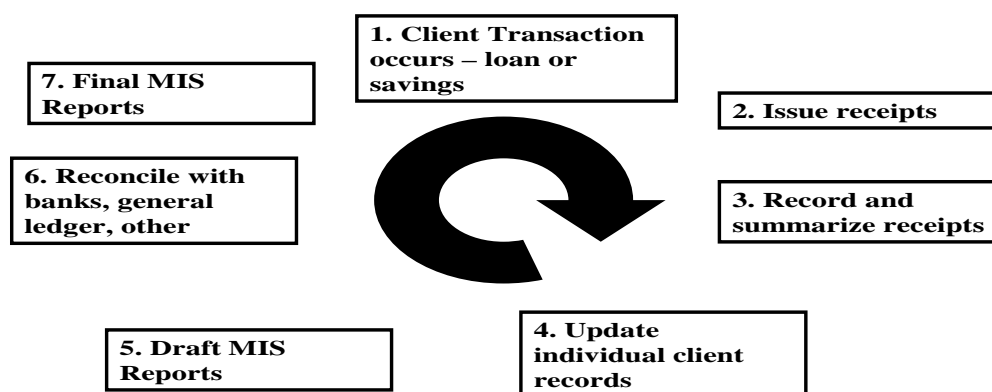 1. Client Transaction
occurs – loan or
savings
2. Issue receipts
3. Record and
summarize receipts
4. Update
individual client
records
5. Draft MIS
Reports
6. Reconcile with
banks, general
ledger, other
7. Final MIS
Reports